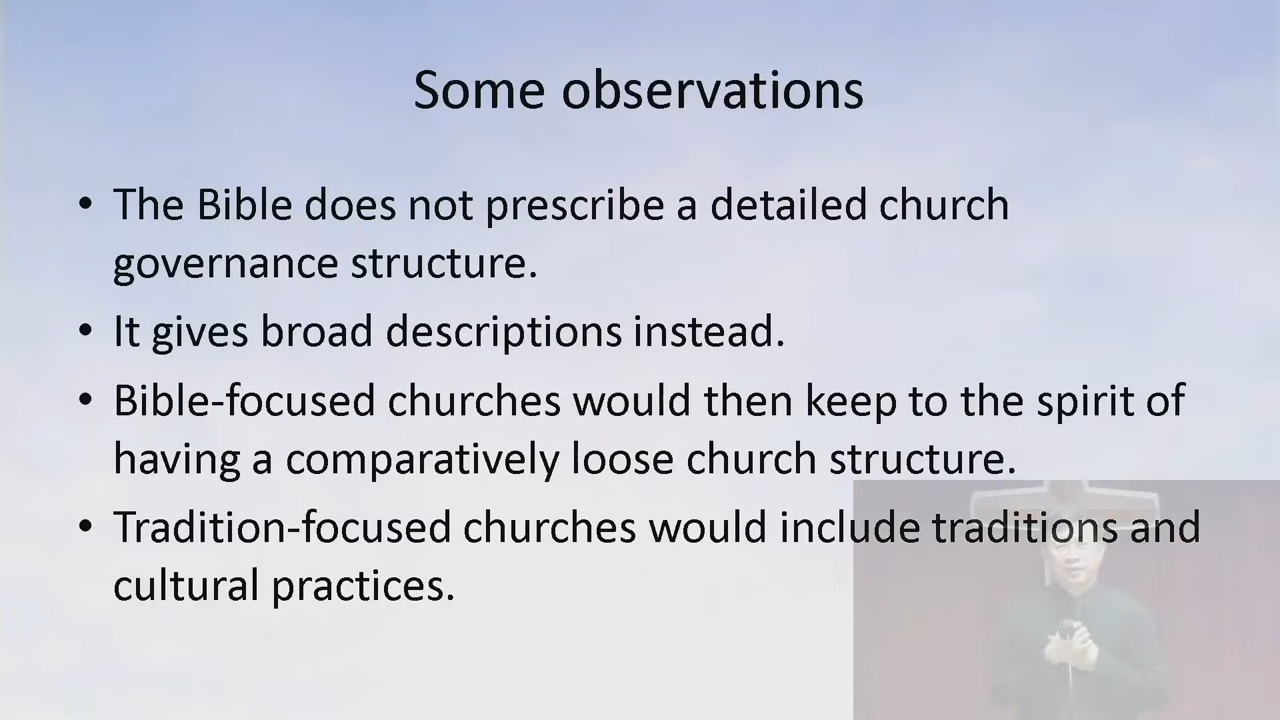 Some observations
• The Bible does not prescribe a detailed church
governance structure.
• It gives broad descriptions instead.
• Bible-focused churches would then keep to the spirit of
having a comparatively loose church structure.
• Tradition-focused churches would include traditions and
cultural practices.